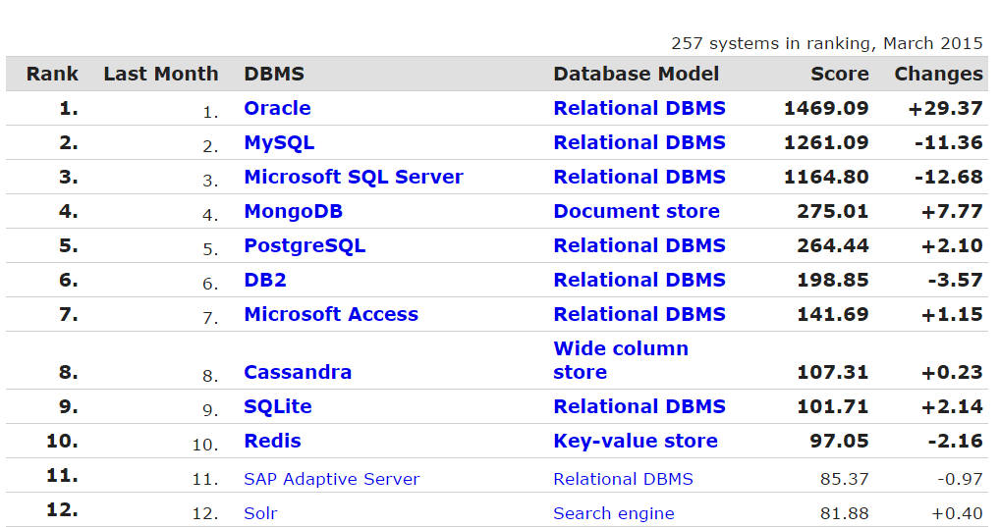 257 systems in ranking, March 2015
Rank Last Month DBMS Database Model Score Changes
1. 1. Oracle Relational DBMS 1469.09 +29.37
2. 2. MySQL Relational DBMS 1261.09 -11.36
3. 3. Microsoft SQL Server Relational DBMS 1164.80 -12.68
4. 4. MongoDB Document store 275.01 +7.77
5. 5. PostgreSQL Relational DBMS 264.44 +2.10
6. 6. DB2 Relational DBMS 198.85 -3.57
7. 7. Microsoft Access Relational DBMS 141.69 +1.15
Wide column
8. 8. Cassandra store 107.31 +0.23
9. 9. SQLite Relational DBMS 101.71 +2.14
10. 10. Redis Key-value store 97.05 -2.16
11. 11. SAP Adaptive Server Relational DBMS 85.37 -0.97
12. 12. Solr Search engine 81.88 +0.40